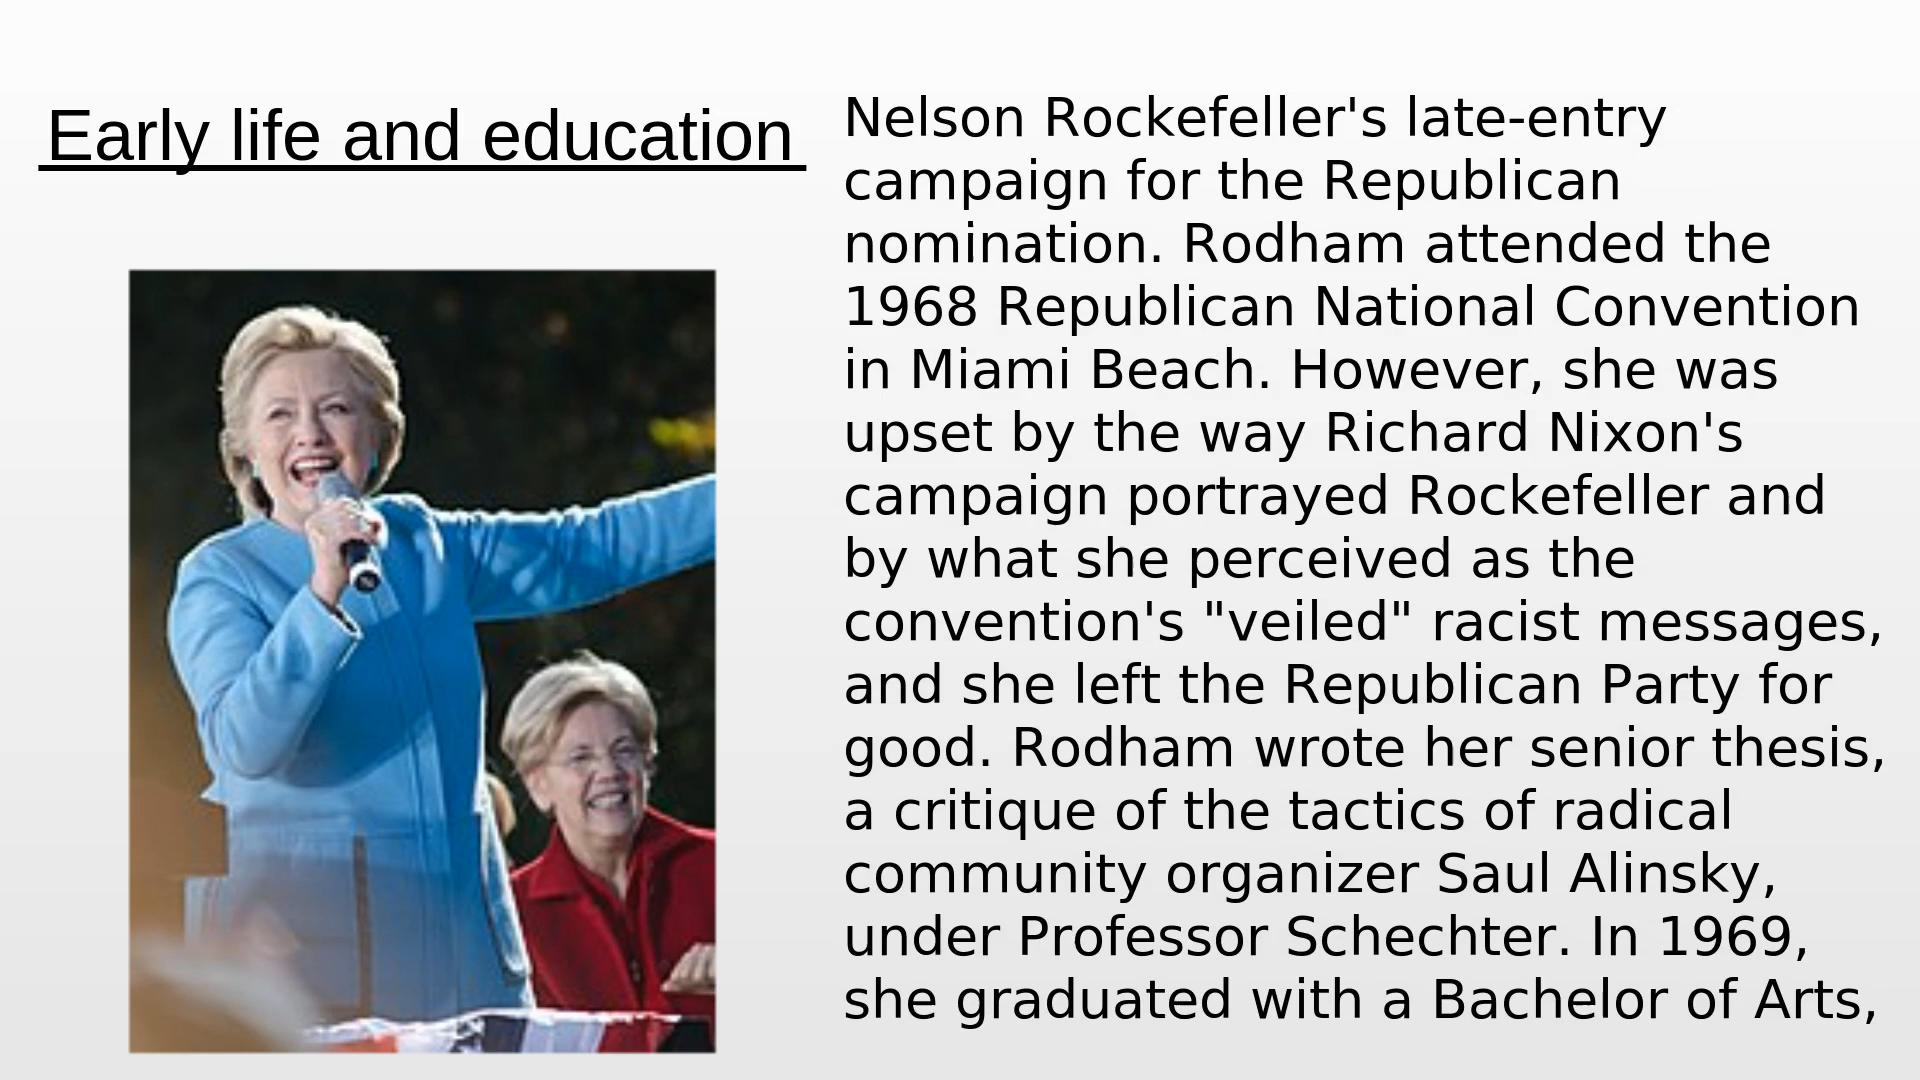 Early life and education
Nelson Rockefeller's late-entry
campaign for the Republican
nomination. Rodham attended the
1968 Republican National Convention
in Miami Beach. However, she was
upset by the way Richard Nixon's
campaign portrayed Rockefeller and
by what she perceived as the
convention's "veiled" racist messages,
and she left the Republican Party for
good. Rodham wrote her senior thesis,
a critique of the tactics of radical
community organizer Saul Alinsky,
under Professor Schechter. In 1969,
she graduated with a Bachelor of Arts,